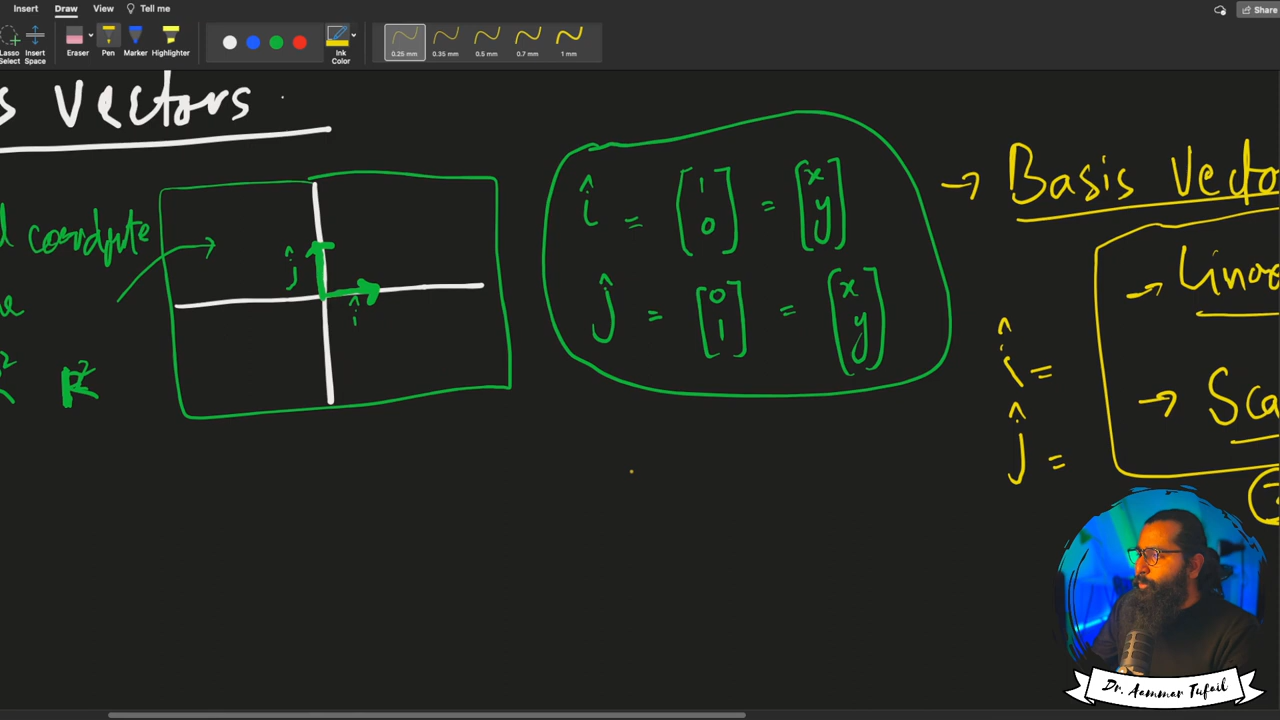 Insert Draw View Tell me Share
Lasso Select
Insert Space
Eraser
Pen
Marker
Highlighter
Ink Color
0.25 mm 0.35 mm 0.5 mm 0.7 mm 1 mm
s Vectors
î = [1 0] = [x y]
ĵ = [0 1] = [x y]
ĵ
î
ℝ²
→ Basis Vecto
→ Linea
î =
→ Sca
ĵ =
Dr. Aammar Tufail